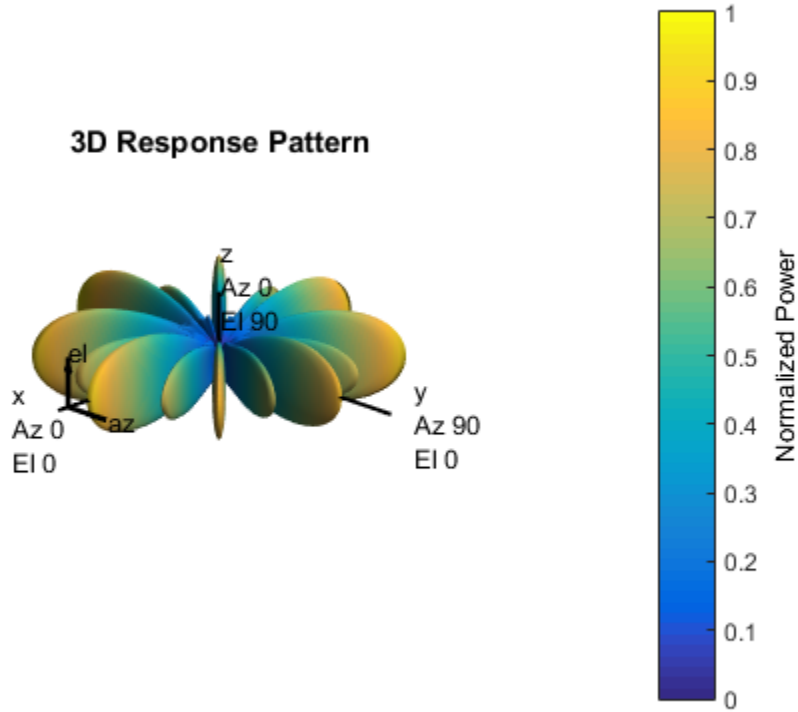 3D Response Pattern
z
Az 0
El 90
el
az
x
Az 0
El 0
y
Az 90
El 0
1
0.9
0.8
0.7
0.6
0.5
0.4
0.3
0.2
0.1
0
Normalized Power